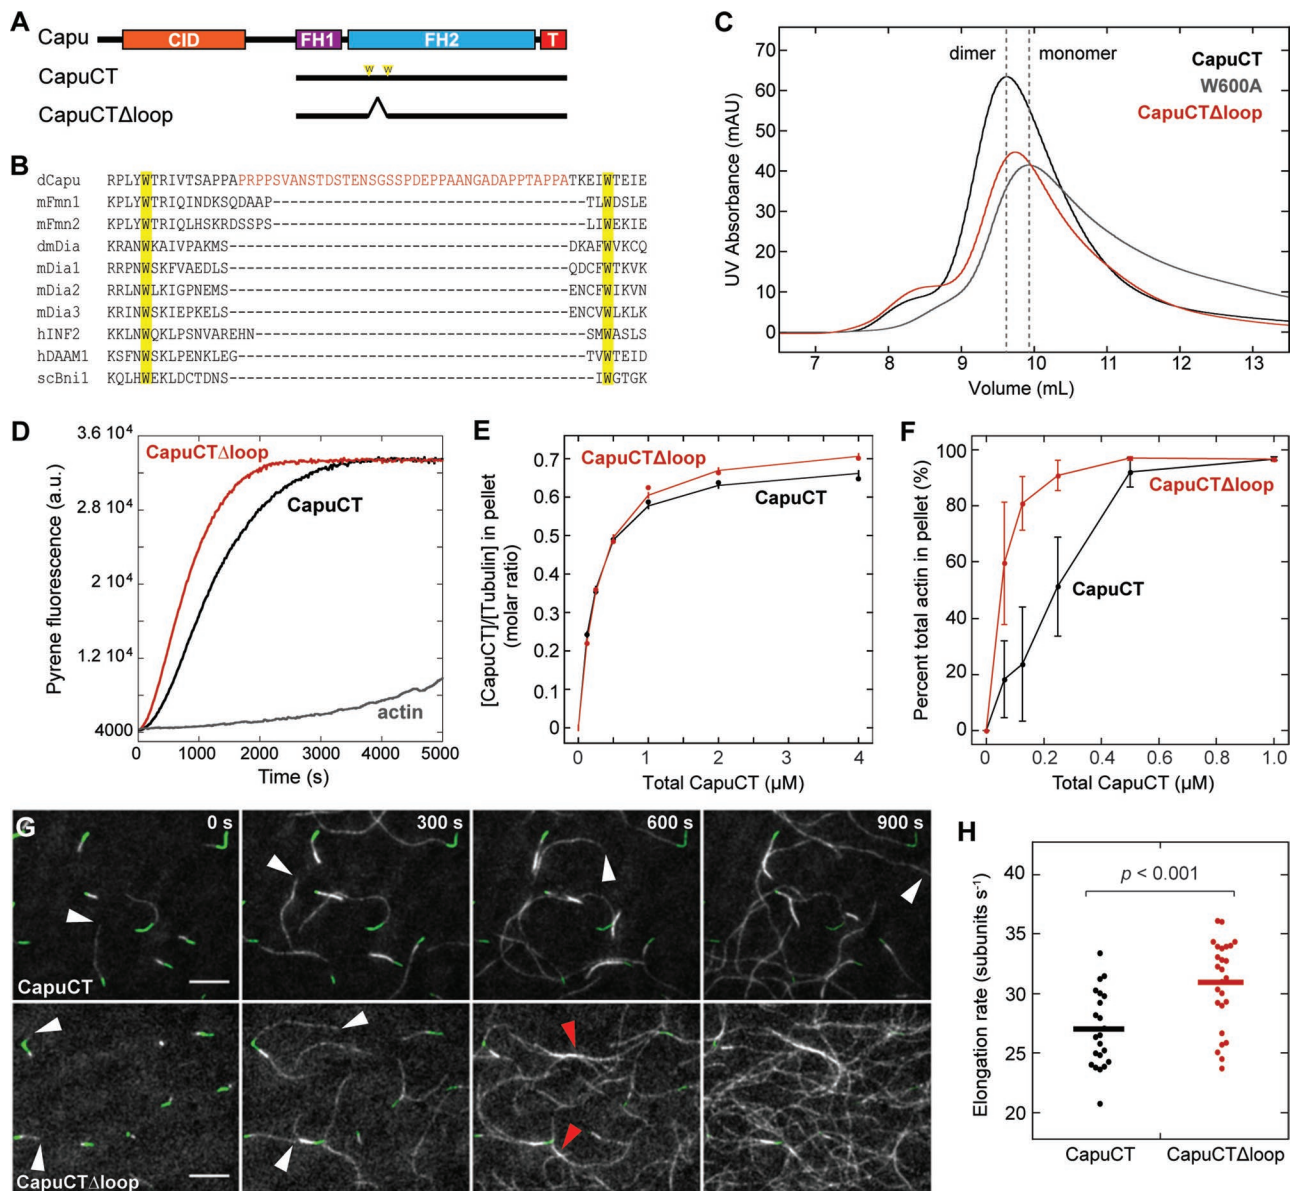 A
Capu
CID
FH1
FH2
T
CapuCT
W W
CapuCTΔloop
B
dCapu RPLYWTRIVTSAPPAPRPPSVANSTDSTENSGSSPDEPPAANGADAPPTAPPATKEIWTEIE
mFmn1 KPLYWTRIQINDKSQDAAP------------------------------------TLWDSLE
mFmn2 KPLYWTRIQLHSKRDSSPS------------------------------------LIWEKIE
dmDia KRANWKAIVPAKMS---------------------------------------DKAFWVKCQ
mDia1 RRPNWSKFVAEDLS---------------------------------------QDCFWTKVK
mDia2 RRLNWLKIGPNEMS---------------------------------------ENCFWIKVN
mDia3 KRINWSKIEPKELS---------------------------------------ENCVWLKLK
hINF2 KKLNWQKLPSNVAREHN--------------------------------------SMWASLS
hDAAM1 KSFNWSKLPENKLEG----------------------------------------TVWTEID
scBni1 KQLHWEKLDCTDNS------------------------------------------IWGTGK
C
dimer monomer
CapuCT
W600A
CapuCTΔloop
UV Absorbance (mAU)
70
60
50
40
30
20
10
0
7 8 9 10 11 12 13
Volume (mL)
D
Pyrene fluorescence (a.u.)
3.6 10⁴
2.8 10⁴
2 10⁴
1.2 10⁴
4000
CapuCTΔloop
CapuCT
actin
0 1000 2000 3000 4000 5000
Time (s)
E
[CapuCT]/[Tubulin] in pellet
(molar ratio)
0.7
0.6
0.5
0.4
0.3
0.2
0.1
0
CapuCTΔloop
CapuCT
0 1 2 3 4
Total CapuCT (μM)
F
Percent total actin in pellet (%)
100
80
60
40
20
0
CapuCTΔloop
CapuCT
0 0.2 0.4 0.6 0.8 1.0
Total CapuCT (μM)
G
0 s
300 s
600 s
900 s
CapuCT
CapuCTΔloop
H
Elongation rate (subunits s⁻¹)
40
35
30
25
20
p < 0.001
CapuCT CapuCTΔloop